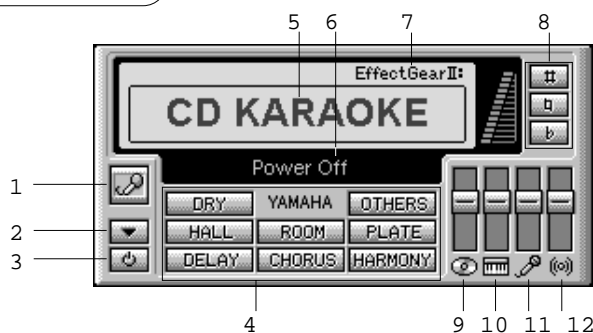 5 6 7 8
EffectGearⅡ:
CD KARAOKE
♯
♮
♭
Power Off
1
DRY YAMAHA OTHERS
2 HALL ROOM PLATE
3 DELAY CHORUS HARMONY
4 9 10 11 12